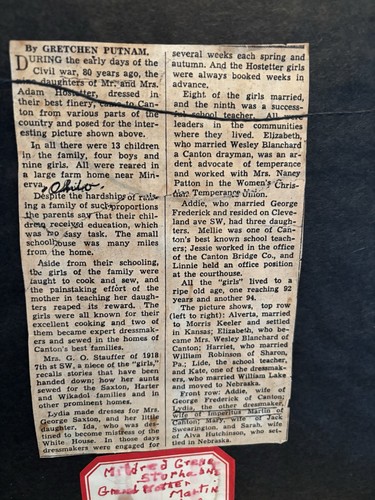 By GRETCHEN PUTNAM.
DURING the early days of the
Civil war, 80 years ago, the
nine daughters of Mr. and Mrs.
Adam Hostetter, dressed in
their best finery, came to Can-
ton from various parts of the
country and posed for the inter-
esting picture shown above.
In all there were 13 children
in the family, four boys and
nine girls. All were reared in
a large farm home near Min-
erva, Ohio.
Despite the hardships of rais-
ing a family of such proportions
the parents say that their chil-
dren received education, which
was no easy task. The small
schoolhouse was many miles
from the home.
Aside from their schooling,
the girls of the family were
taught to cook and sew, and
the painstaking effort of the
mother in teaching her daugh-
ters reaped its reward. The
girls were all known for their
excellent cooking and two of
them became expert dressmak-
ers and sewed in the homes of
Canton's best families.
Mrs. G. O. Stauffer of 1918
7th st SW, a niece of the "girls,"
recalls stories that have been
handed down; how her aunts
sewed for the Saxton, Harter
and Wikadol families and in
other prominent homes.
Lydia made dresses for Mrs.
George Saxton, and her little
daughter, Ida, who was des-
tined to become mistress of the
White House. In those days
dressmakers were engaged for
several weeks each spring and
autumn. And the Hostetter girls
were always booked weeks in
advance.
Eight of the girls married,
and the ninth was a success-
ful school teacher. All were
leaders in the communities
where they lived. Elizabeth,
who married Wesley Blanchard
a Canton drayman, was an ar-
dent advocate of temperance
and worked with Mrs. Nancy
Patton in the Women's Chris-
tian Temperance Union.
Addie, who married George
Frederick and resided on Cleveland
ave SW, had three daugh-
ters. Mellie was one of Can-
ton's best known school teach-
ers; Jessie worked in the office
of the Canton Bridge Co., and
Linnie held an office position
at the courthouse.
All the "girls" lived to a
ripe old age, one reaching 92
years and another 94.
The picture shows, top row
(left to right): Alverta, married
to Morris Keeler and settled
in Kansas; Elizabeth, who be-
came Mrs. Wesley Blanchard of
Canton; Harriet, who married
William Robinson of Sharon,
Pa.; Lide, the school teacher,
and Kate, one of the dressmak-
ers, who married William Lake
and moved to Nebraska.
Front row: Addie, wife of
George Frederick of Canton;
Lydia, the other dressmaker,
wife of Imperitus Martin of
Canton; Mary, wife of Jack
Swearingen, and Sarah, wife
of Alva Hutchinson, who set-
tled in Nebraska.
Mildred Grene
Grand Mother
Martin